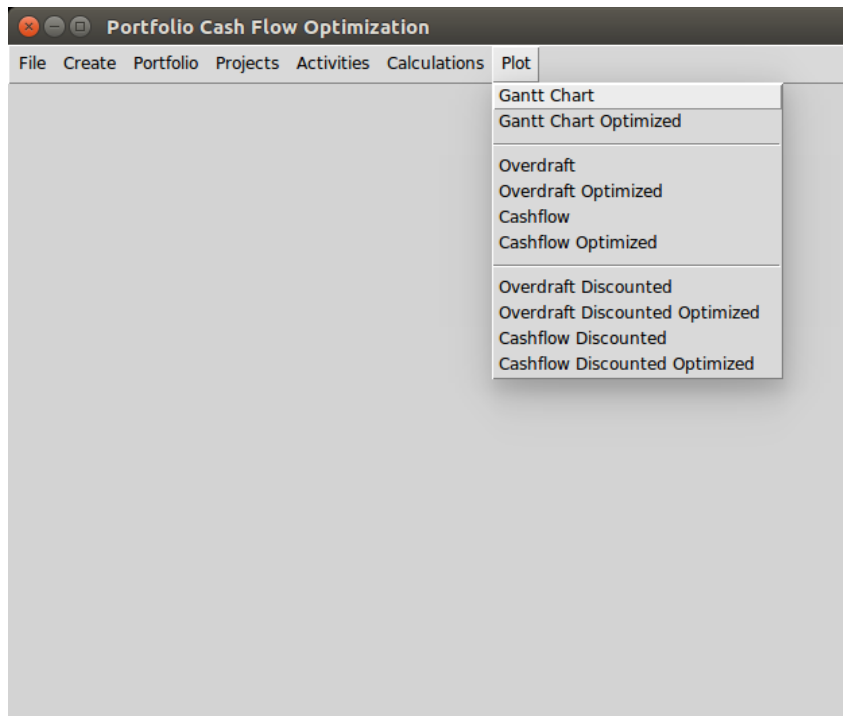 Portfolio Cash Flow Optimization
File Create Portfolio Projects Activities Calculations Plot
Gantt Chart
Gantt Chart Optimized
Overdraft
Overdraft Optimized
Cashflow
Cashflow Optimized
Overdraft Discounted
Overdraft Discounted Optimized
Cashflow Discounted
Cashflow Discounted Optimized